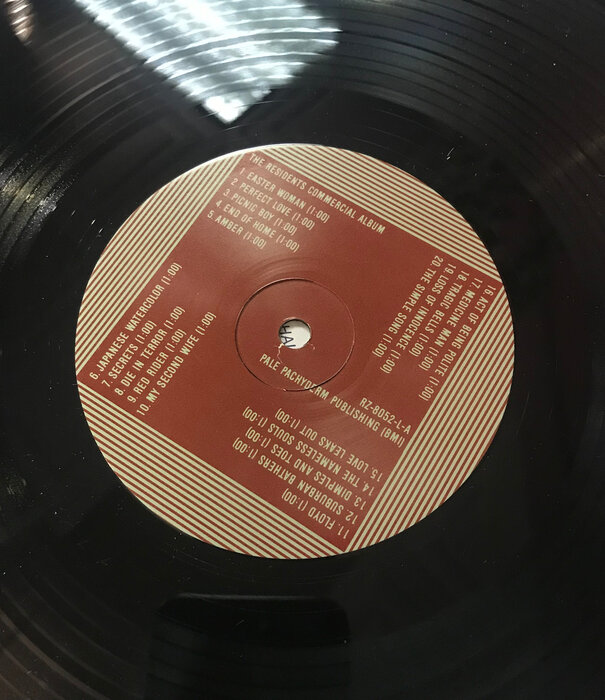 THE RESIDENTS COMMERCIAL ALBUM
1. EASTER WOMAN (1:00)
2. PERFECT LOVE (1:00)
3. PICNIC BOY (1:00)
4. END OF HOME (1:00)
5. AMBER (1:00)
6. JAPANESE WATERCOLOR (1:00)
7. SECRETS (1:00)
8. DIE IN TERROR (1:00)
9. RED RIDER (1:00)
10. MY SECOND WIFE (1:00)
11. FLOYD (1:00)
12. SUBURBAN BATHERS (1:00)
13. DIMPLES AND TOES (1:00)
14. THE NAMELESS SOULS (1:00)
15. LOVE LEAKS OUT (1:00)
16. ACT OF BEING POLITE (1:00)
17. MEDICINE MAN (1:00)
18. TRAGIC BELLS (1:00)
19. LOSS OF INNOCENCE (1:00)
20. THE SIMPLE SONG (1:00)
RZ-8052-L-A
PALE PACHYDERM PUBLISHING (BMI)
HAV